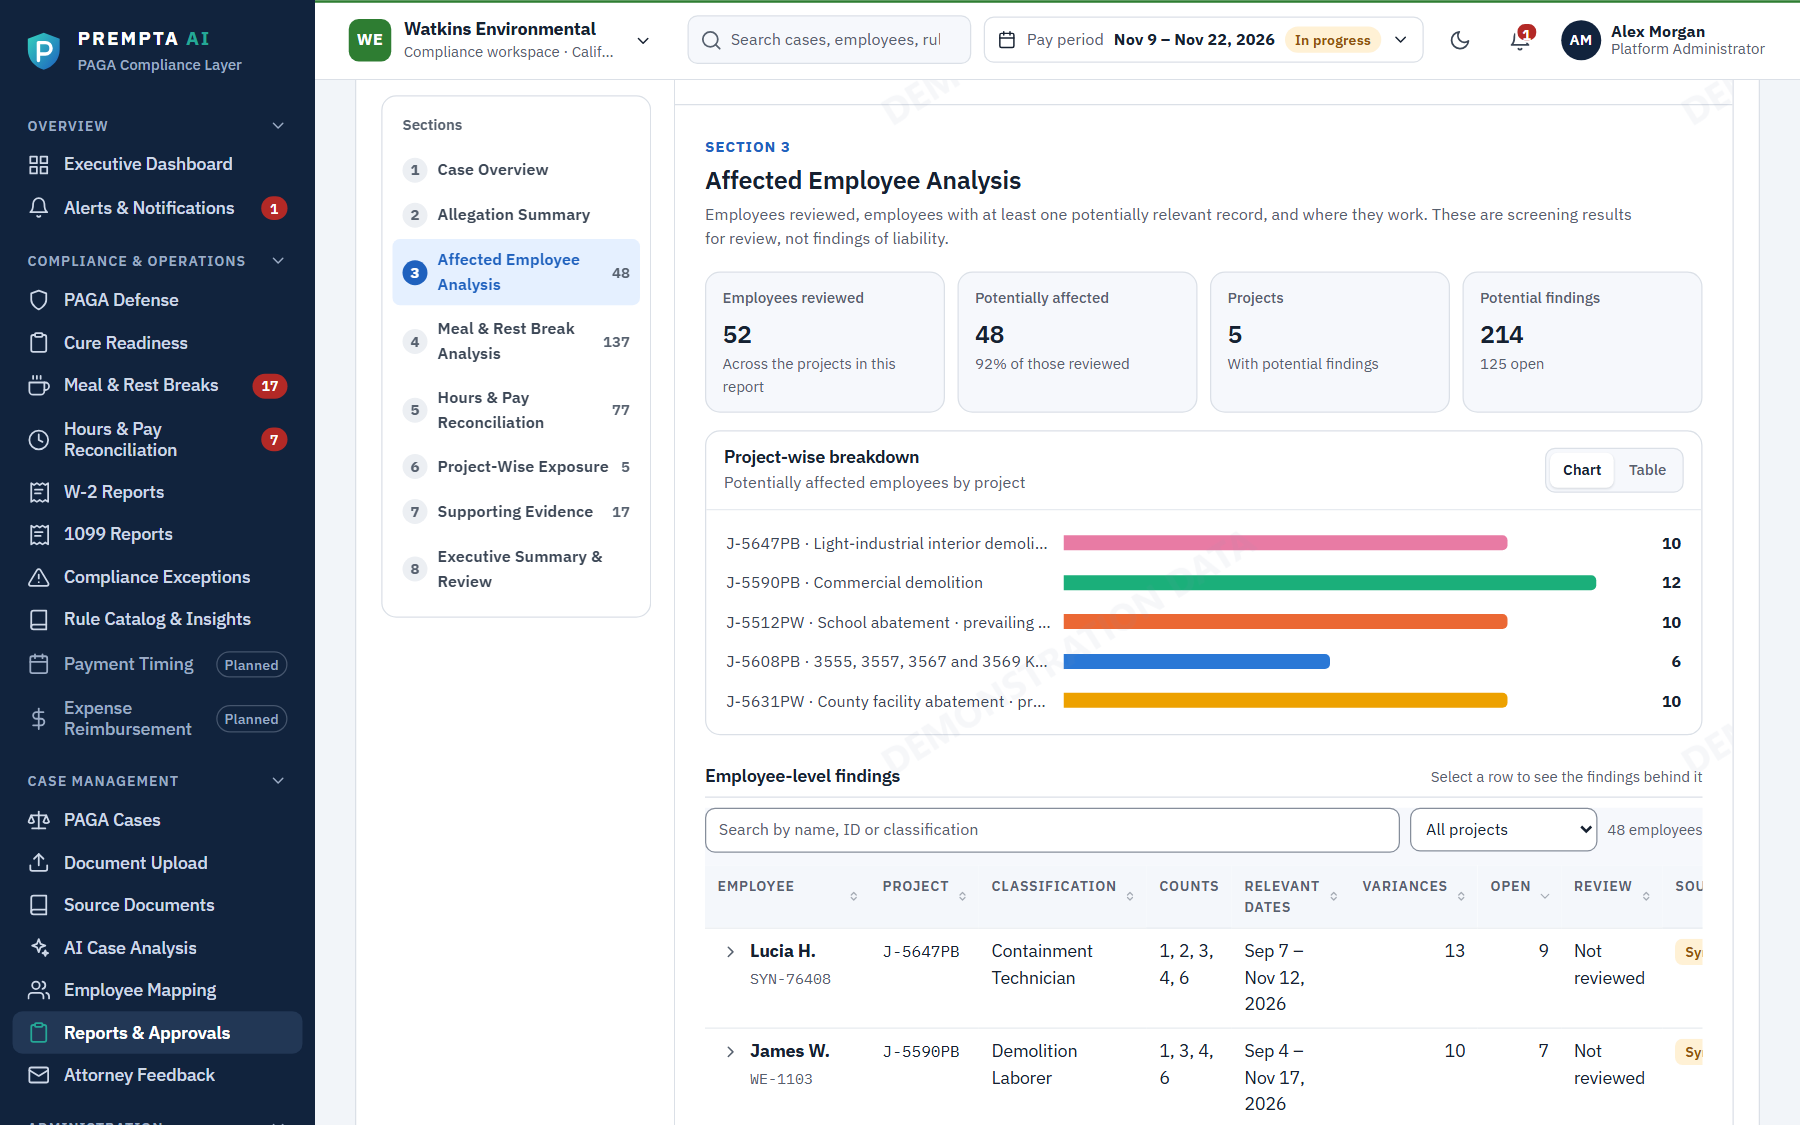 PREMPTA AI
PAGA Compliance Layer
OVERVIEW
Executive Dashboard
Alerts & Notifications 1
COMPLIANCE & OPERATIONS
PAGA Defense
Cure Readiness
Meal & Rest Breaks 17
Hours & Pay
Reconciliation 7
W-2 Reports
1099 Reports
Compliance Exceptions
Rule Catalog & Insights
Payment Timing Planned
Expense
Reimbursement Planned
CASE MANAGEMENT
PAGA Cases
Document Upload
Source Documents
AI Case Analysis
Employee Mapping
Reports & Approvals
Attorney Feedback
ADMINISTRATION
WE
Watkins Environmental
Compliance workspace · Calif...
Search cases, employees, rul
Pay period Nov 9 – Nov 22, 2026 In progress
1
AM
Alex Morgan
Platform Administrator
Sections
1 Case Overview
2 Allegation Summary
3 Affected Employee
Analysis 48
4 Meal & Rest Break
Analysis 137
5 Hours & Pay
Reconciliation 77
6 Project-Wise Exposure 5
7 Supporting Evidence 17
8 Executive Summary &
Review
SECTION 3
Affected Employee Analysis
Employees reviewed, employees with at least one potentially relevant record, and where they work. These are screening results
for review, not findings of liability.
Employees reviewed
52
Across the projects in this
report
Potentially affected
48
92% of those reviewed
Projects
5
With potential findings
Potential findings
214
125 open
Project-wise breakdown
Potentially affected employees by project
Chart Table
J-5647PB · Light-industrial interior demoli... 10
J-5590PB · Commercial demolition 12
J-5512PW · School abatement · prevailing ... 10
J-5608PB · 3555, 3557, 3567 and 3569 K... 6
J-5631PW · County facility abatement · pr... 10
DEMONSTRATION DATA
Employee-level findings
Select a row to see the findings behind it
Search by name, ID or classification
All projects
48 employees
EMPLOYEE PROJECT CLASSIFICATION COUNTS RELEVANT DATES VARIANCES OPEN REVIEW SOU
Lucia H. J-5647PB Containment 1, 2, 3, Sep 7 – 13 9 Not Sy
SYN-76408 Technician 4, 6 Nov 12, reviewed
2026
James W. J-5590PB Demolition 1, 3, 4, Sep 4 – 10 7 Not Sy
WE-1103 Laborer 6 Nov 17, reviewed
2026